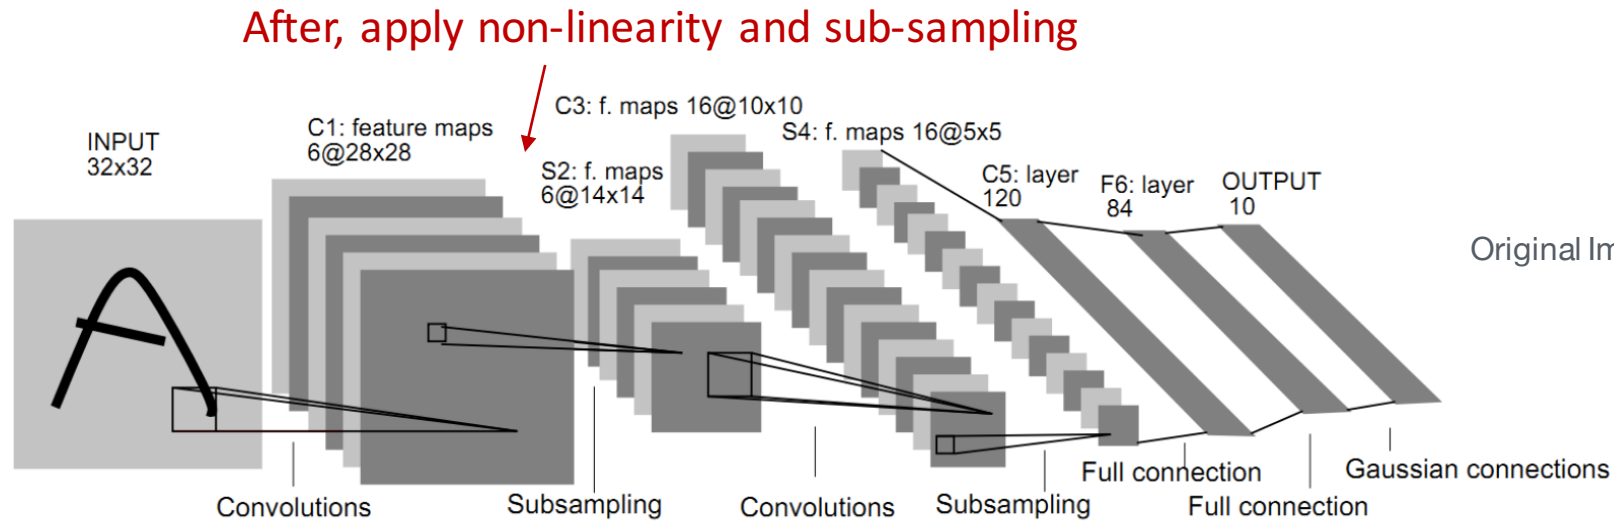 After, apply non-linearity and sub-sampling
INPUT
32x32
C1: feature maps
6@28x28
C3: f. maps 16@10x10
S2: f. maps
6@14x14
S4: f. maps 16@5x5
C5: layer
120
F6: layer
84
OUTPUT
10
Original Im
Convolutions
Subsampling
Convolutions
Subsampling
Full connection
Full connection
Gaussian connections